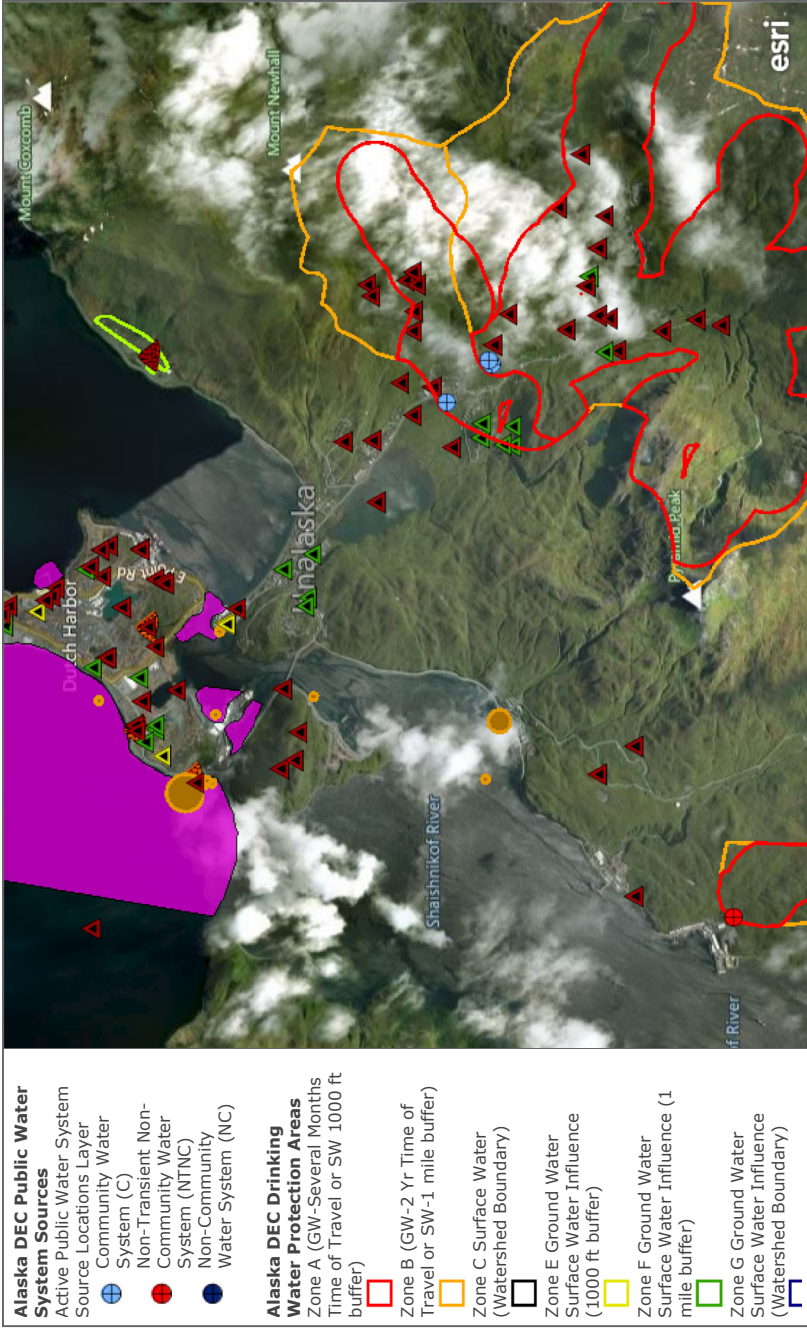 Alaska DEC Public Water
System Sources
Active Public Water System
Source Locations Layer
Community Water
System (C)
Non-Transient Non-
Community Water
System (NTNC)
Non-Community
Water System (NC)
Alaska DEC Drinking
Water Protection Areas
Zone A (GW-Several Months
Time of Travel or SW 1000 ft
buffer)
Zone B (GW-2 Yr Time of
Travel or SW-1 mile buffer)
Zone C Surface Water
(Watershed Boundary)
Zone E Ground Water
Surface Water Influence
(1000 ft buffer)
Zone F Ground Water
Surface Water Influence (1
mile buffer)
Zone G Ground Water
Surface Water Influence
(Watershed Boundary)
Mount Coxcomb
Mount Newhall
Dutch Harbor
Point Rd
Unalaska
Shaishnikof River
Pyramid Peak
of River
esri